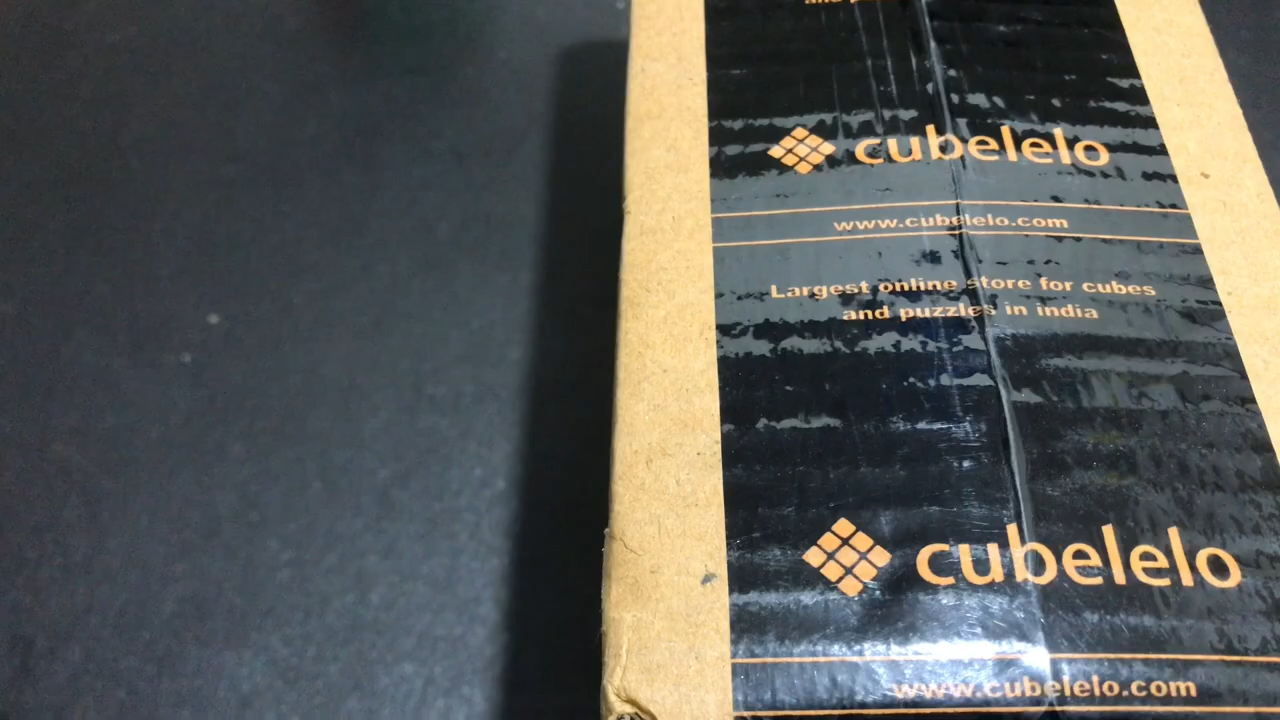 cubelelo
www.cubelelo.com
Largest online store for cubes
and puzzles in india
cubelelo
www.cubelelo.com